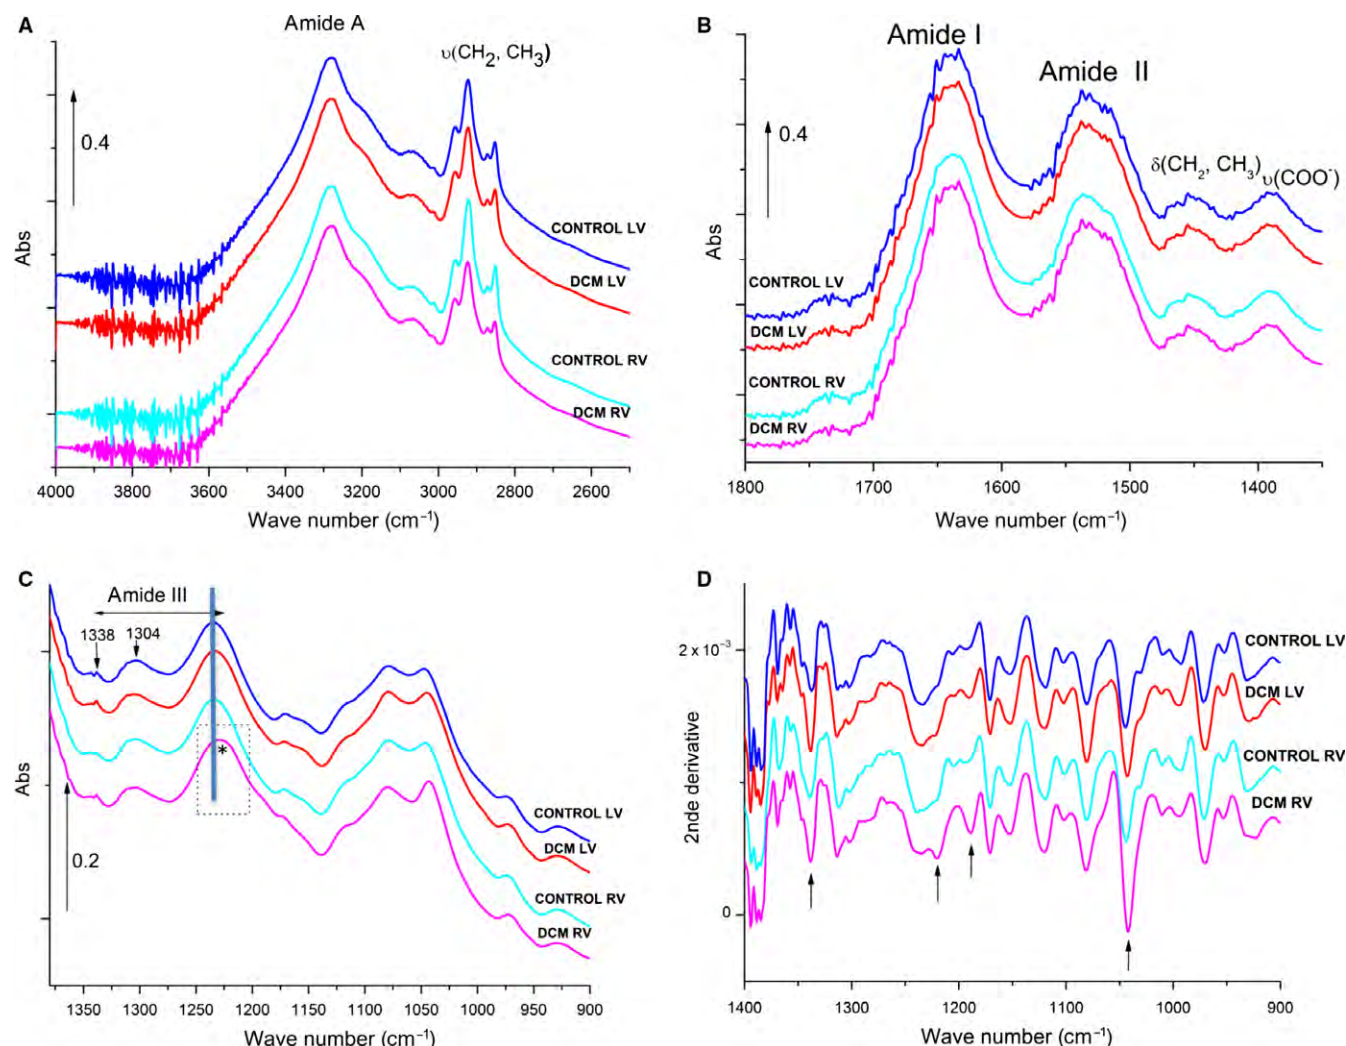 A
Amide A
υ(CH2, CH3)
0.4
Abs
CONTROL LV
DCM LV
CONTROL RV
DCM RV
4000 3800 3600 3400 3200 3000 2800 2600
Wave number (cm⁻¹)
B
Amide I
Amide II
0.4
δ(CH2, CH3)
υ(COO-)
Abs
CONTROL LV
DCM LV
CONTROL RV
DCM RV
1800 1700 1600 1500 1400
Wave number (cm⁻¹)
C
Amide III
1338
1304
*
0.2
Abs
CONTROL LV
DCM LV
CONTROL RV
DCM RV
1350 1300 1250 1200 1150 1100 1050 1000 950 900
Wave number (cm⁻¹)
D
2 x 10⁻³
0
2nde derivative
CONTROL LV
DCM LV
CONTROL RV
DCM RV
1400 1300 1200 1100 1000 900
Wave number (cm⁻¹)